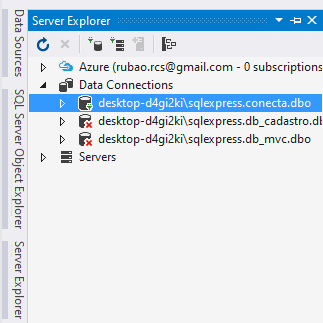 Server Explorer
Azure (rubao.rcs@gmail.com - 0 subscriptions
Data Connections
desktop-d4gi2ki\sqlexpress.conecta.dbo
desktop-d4gi2ki\sqlexpress.db_cadastro.db
desktop-d4gi2ki\sqlexpress.db_mvc.dbo
Servers
Data Sources
SQL Server Object Explorer
Server Explorer